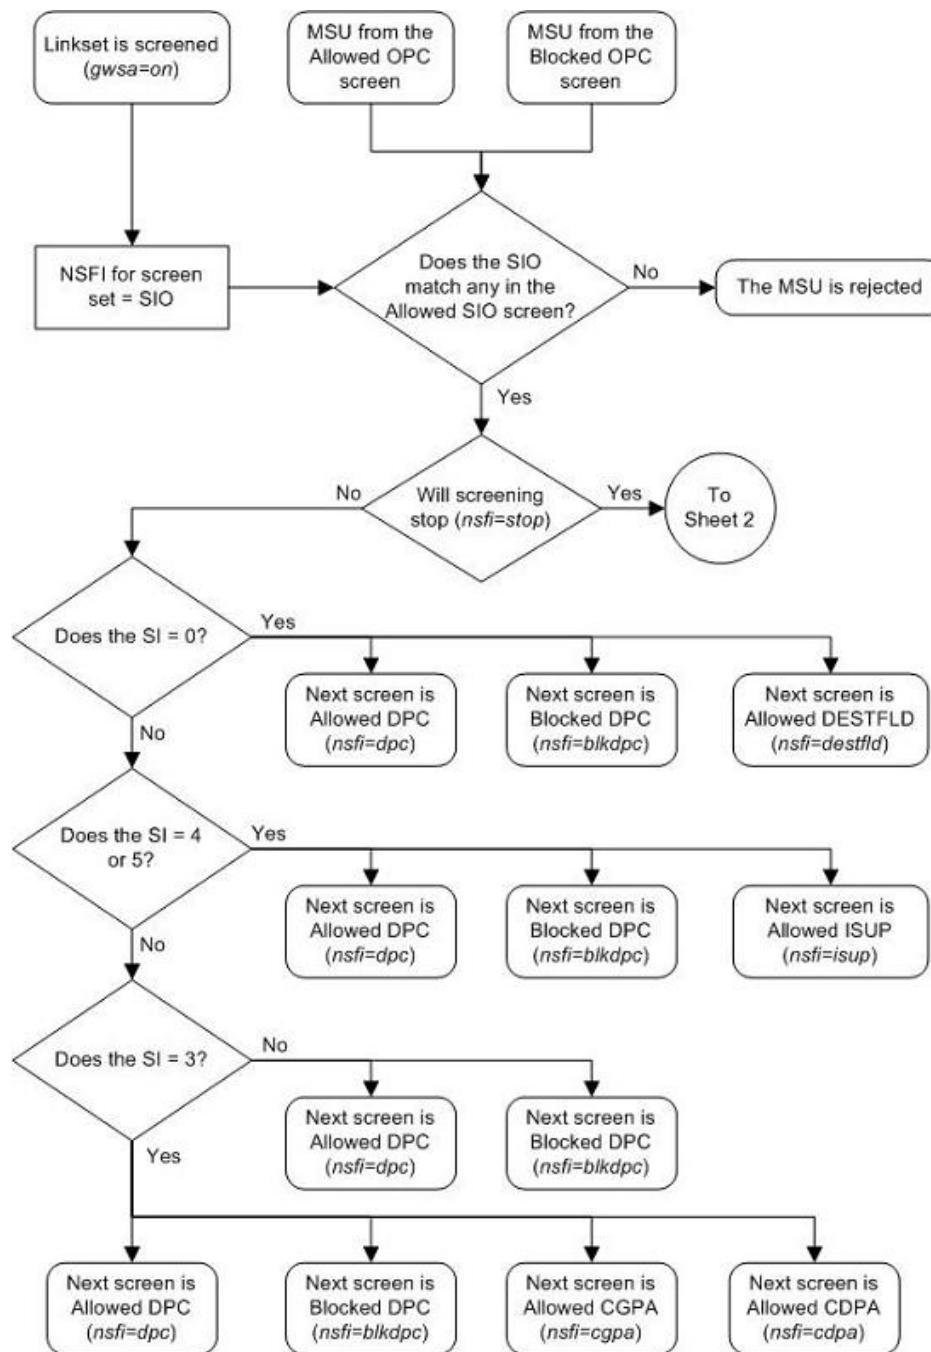 Linkset is screened
(gwsa=on)
MSU from the
Allowed OPC
screen
MSU from the
Blocked OPC
screen
NSFI for screen
set = SIO
Does the SIO
match any in the
Allowed SIO screen?
No
The MSU is rejected
Yes
No
Will screening
stop (nsfi=stop)
Yes
To
Sheet 2
Does the SI = 0?
Yes
Next screen is
Allowed DPC
(nsfi=dpc)
Next screen is
Blocked DPC
(nsfi=blkdpc)
Next screen is
Allowed DESTFLD
(nsfi=destfld)
No
Does the SI = 4
or 5?
Yes
Next screen is
Allowed DPC
(nsfi=dpc)
Next screen is
Blocked DPC
(nsfi=blkdpc)
Next screen is
Allowed ISUP
(nsfi=isup)
No
Does the SI = 3?
No
Next screen is
Allowed DPC
(nsfi=dpc)
Next screen is
Blocked DPC
(nsfi=blkdpc)
Yes
Next screen is
Allowed DPC
(nsfi=dpc)
Next screen is
Blocked DPC
(nsfi=blkdpc)
Next screen is
Allowed CGPA
(nsfi=cgpa)
Next screen is
Allowed CDPA
(nsfi=cdpa)